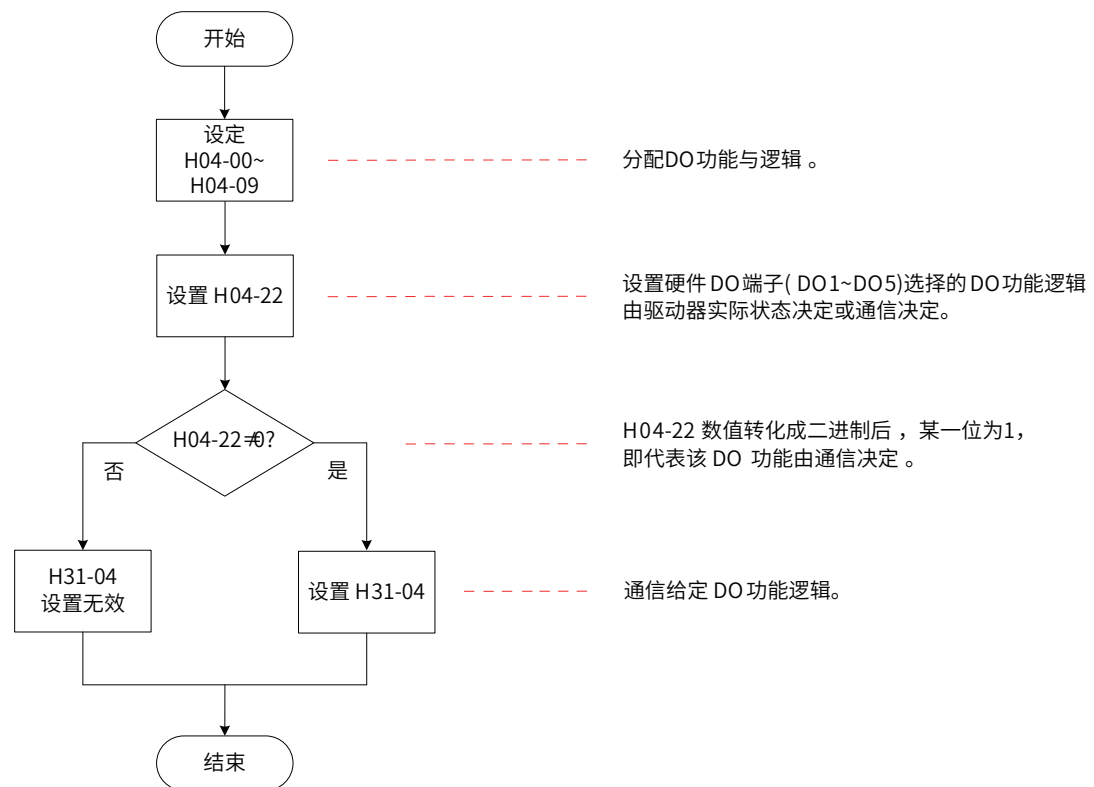 开始
设定
H04-00~
H04-09
分配DO功能与逻辑 。
设置 H04-22
设置硬件 DO端子( DO1~DO5)选择的DO功能逻辑
由驱动器实际状态决定或通信决定。
H04-22≠0?
H04-22 数值转化成二进制后 ，某一位为1，
即代表该 DO 功能由通信决定 。
否
是
H31-04
设置无效
设置 H31-04
通信给定 DO功能逻辑。
结束